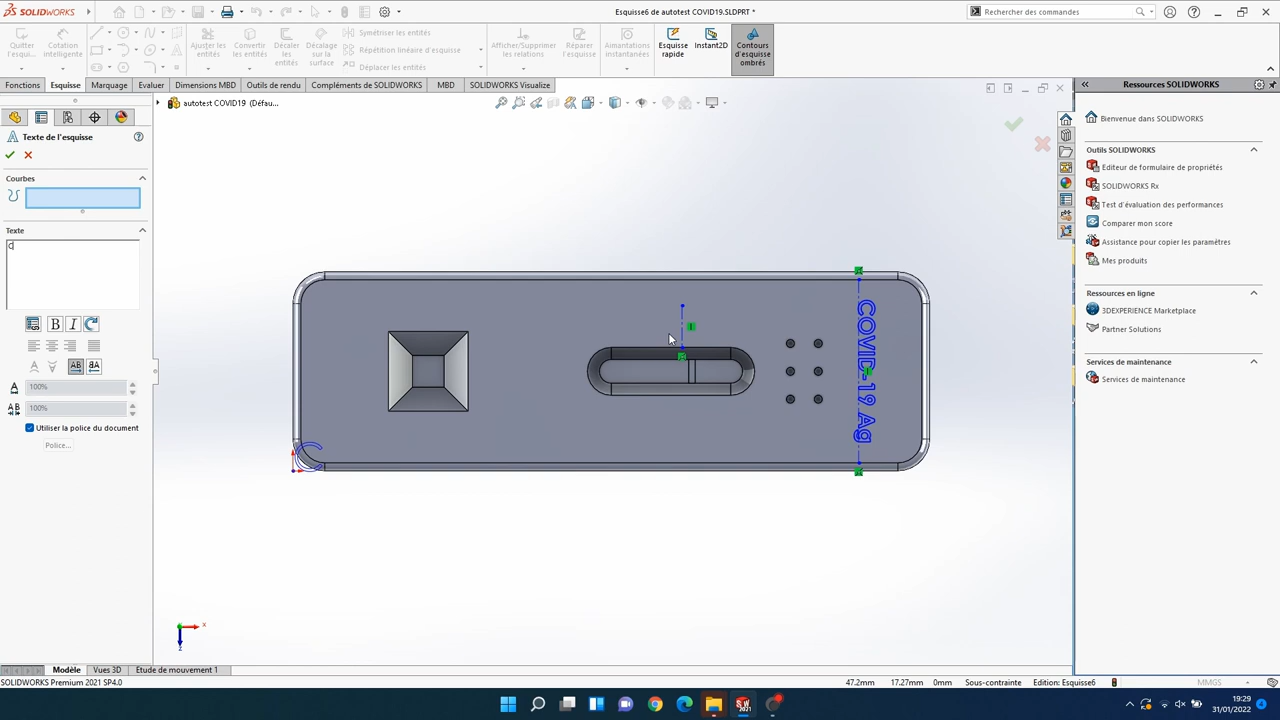 SOLIDWORKS
Esquisse6 de autotest COVID19.SLDPRT *
Rechercher des commandes
Quitter l'esquisse
Cotation intelligente
Ajuster les entités
Convertir les entités
Décaler les entités
Décalage sur la surface
Symétriser les entités
Répétition linéaire d'esquisse
Déplacer les entités
Afficher/Supprimer les relations
Réparer l'esquisse
Aimantations instantanées
Esquisse rapide
Instant2D
Contours d'esquisse ombrés
Fonctions
Esquisse
Marquage
Evaluer
Dimensions MBD
Outils de rendu
Compléments de SOLIDWORKS
MBD
SOLIDWORKS Visualize
autotest COVID19 (Défau...
Texte de l'esquisse
Courbes
Texte
C
B I
AB
100%
100%
Utiliser la police du document
Police...
COVID-19 Ag
C
x
z
Ressources SOLIDWORKS
Bienvenue dans SOLIDWORKS
Outils SOLIDWORKS
Editeur de formulaire de propriétés
SOLIDWORKS Rx
Test d'évaluation des performances
Comparer mon score
Assistance pour copier les paramètres
Mes produits
Ressources en ligne
3DEXPERIENCE Marketplace
Partner Solutions
Services de maintenance
Services de maintenance
Modèle
Vues 3D
Etude de mouvement 1
SOLIDWORKS Premium 2021 SP4.0
47.2mm
17.27mm
0mm
Sous-contrainte
Edition: Esquisse6
MMGS
19:29
31/01/2022